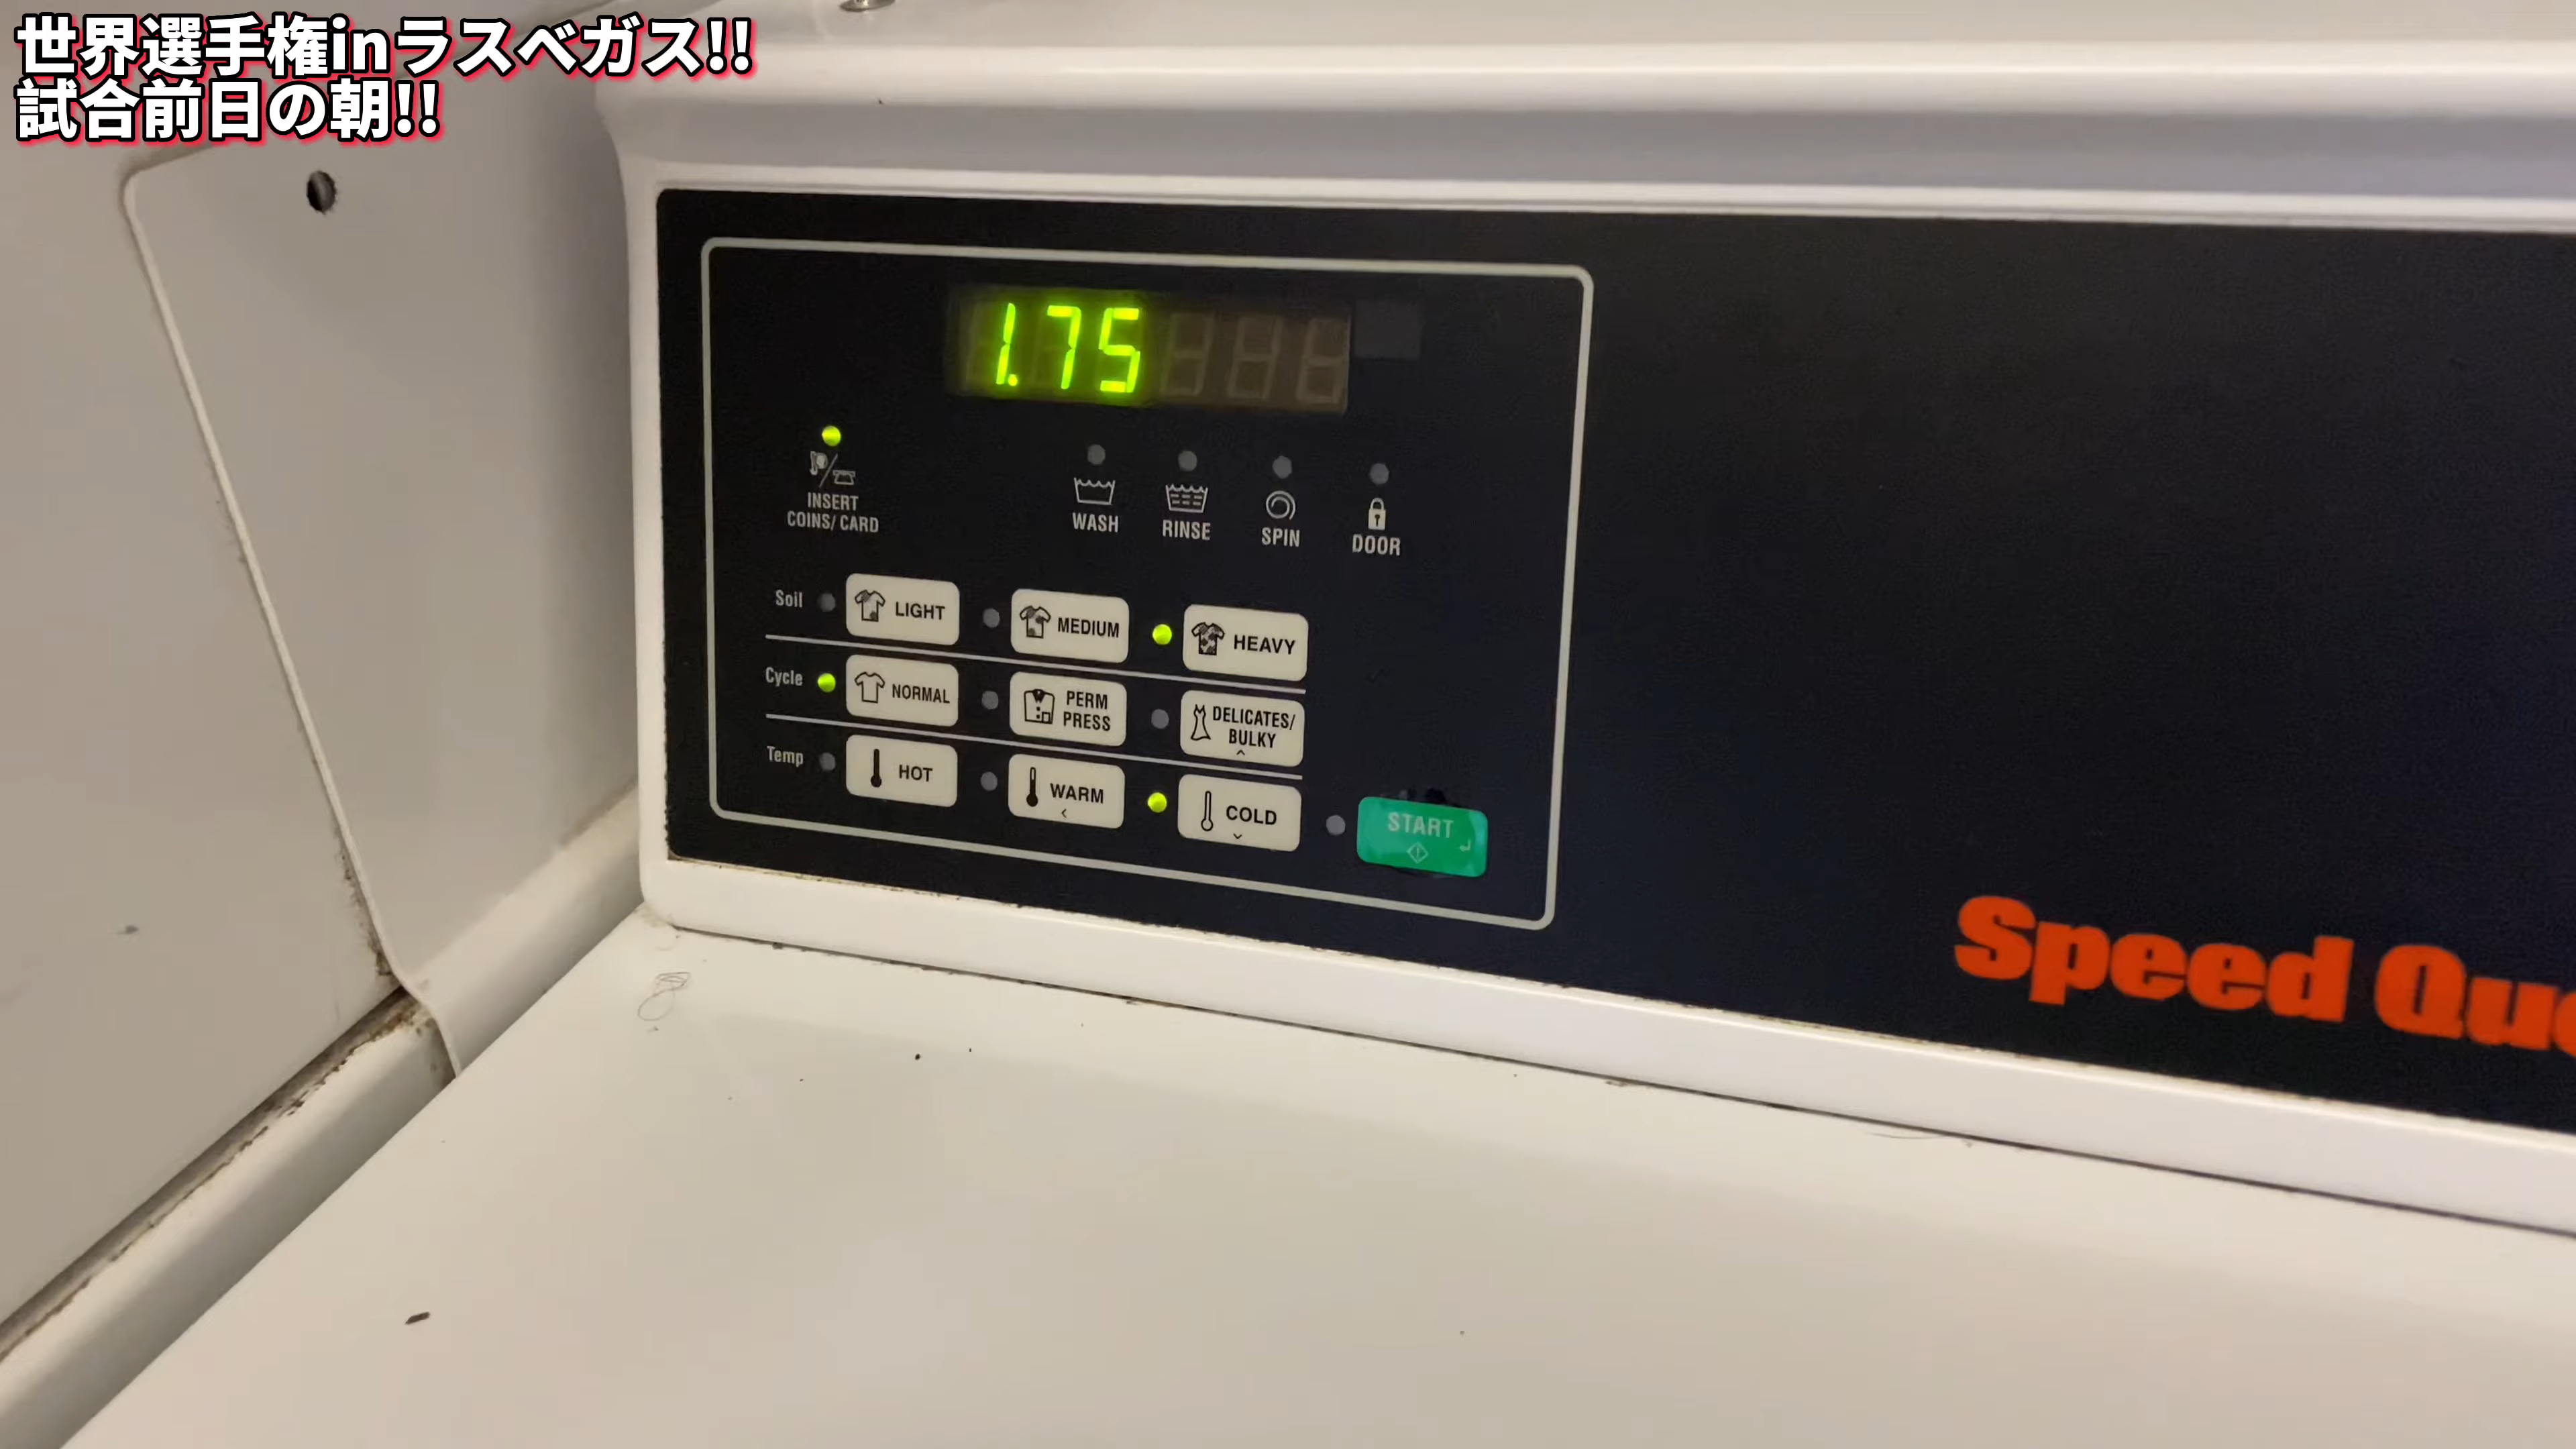 世界選手権inラスベガス!!
試合前日の朝!!
1.75
INSERT
COINS/ CARD
WASH
RINSE
SPIN
DOOR
Soil
LIGHT
MEDIUM
HEAVY
Cycle
NORMAL
PERM
PRESS
DELICATES/
BULKY
Temp
HOT
WARM
COLD
START
Speed Que